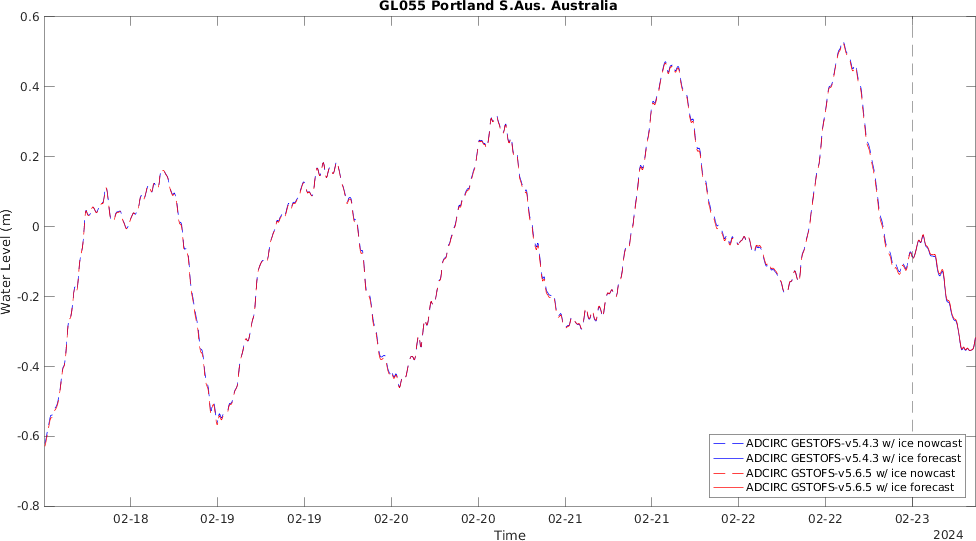 GL055 Portland S.Aus. Australia
0.6
0.4
0.2
0
-0.2
-0.4
-0.6
-0.8
Water Level (m)
ADCIRC GESTOFS-v5.4.3 w/ ice nowcast
ADCIRC GESTOFS-v5.4.3 w/ ice forecast
ADCIRC GSTOFS-v5.6.5 w/ ice nowcast
ADCIRC GSTOFS-v5.6.5 w/ ice forecast
02-18 02-19 02-19 02-20 02-20 02-21 02-21 02-22 02-22 02-23
Time
2024